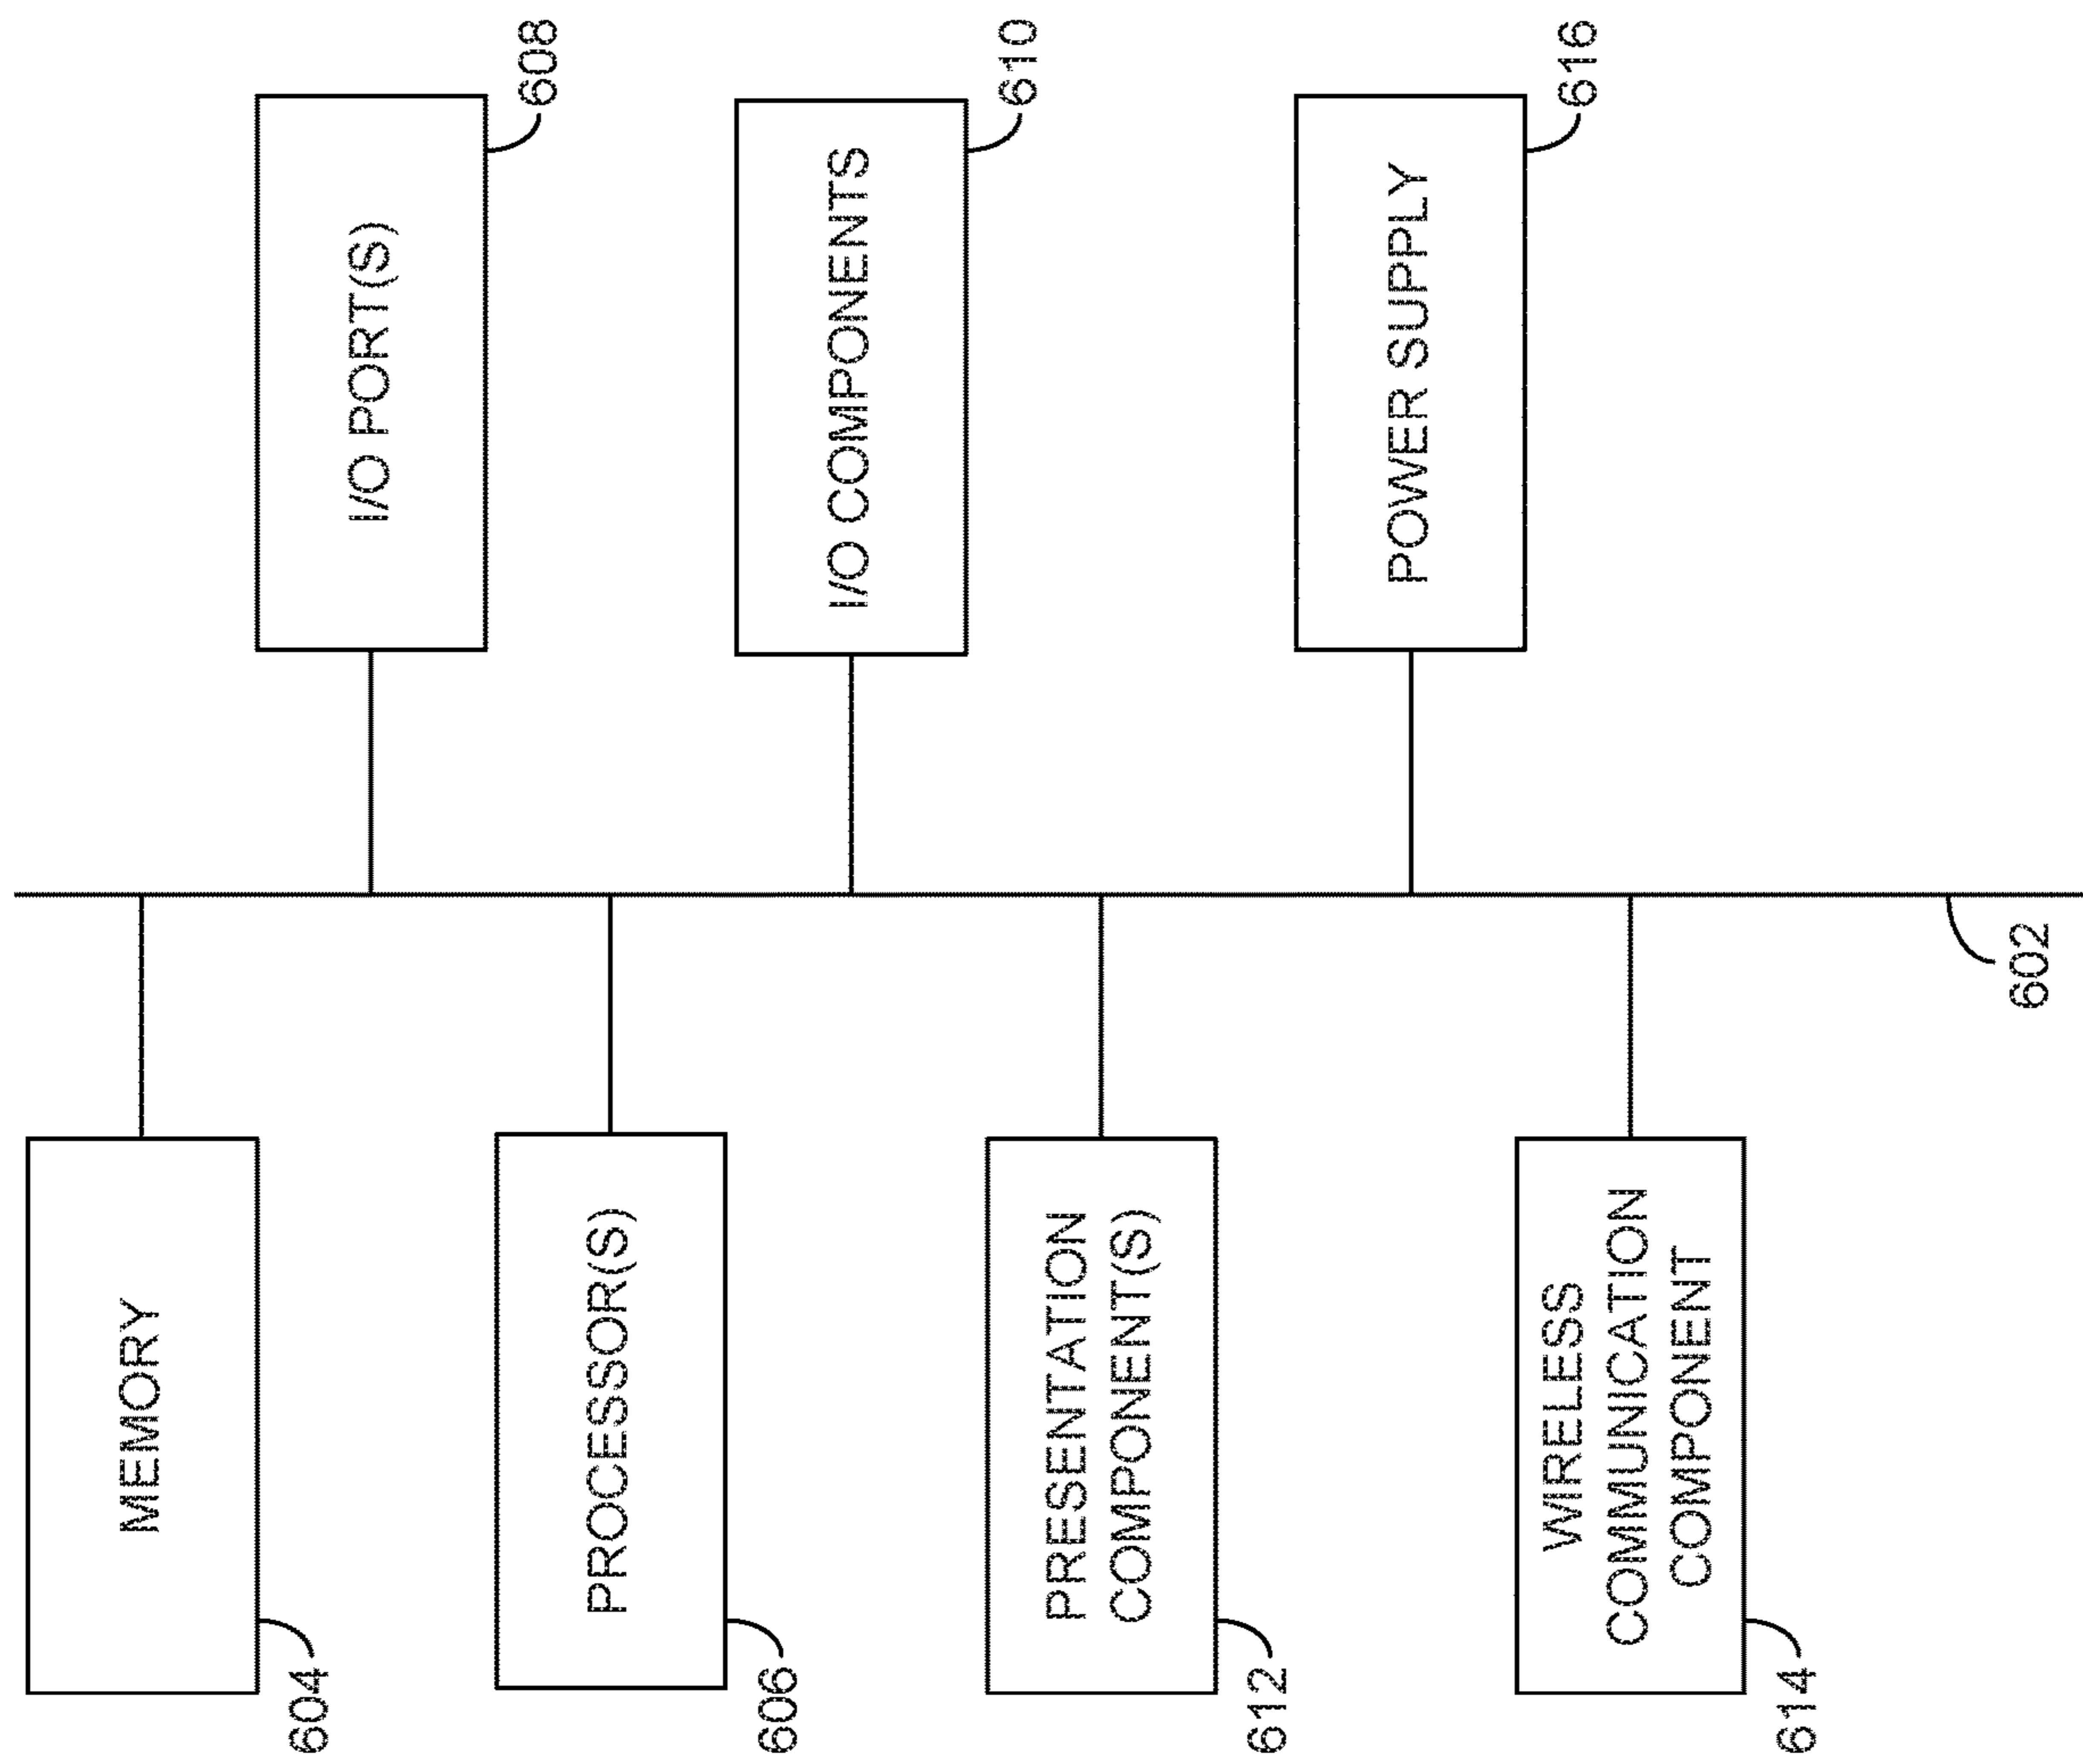 MEMORY
604
I/O PORT(S)
608
PROCESSOR(S)
606
I/O COMPONENTS
610
PRESENTATION
COMPONENT(S)
612
POWER SUPPLY
616
WIRELESS
COMMUNICATION
COMPONENT
614
602